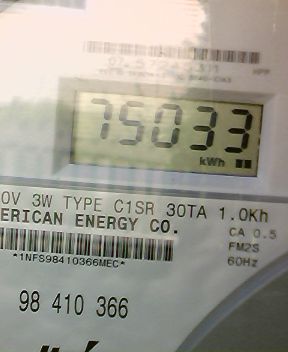 75033
kWh
0V 3W TYPE C1SR 30TA 1.0Kh
ERICAN ENERGY CO.
CA 0.5
FM2S
60Hz
*1NFS98410366MEC*
98 410 366